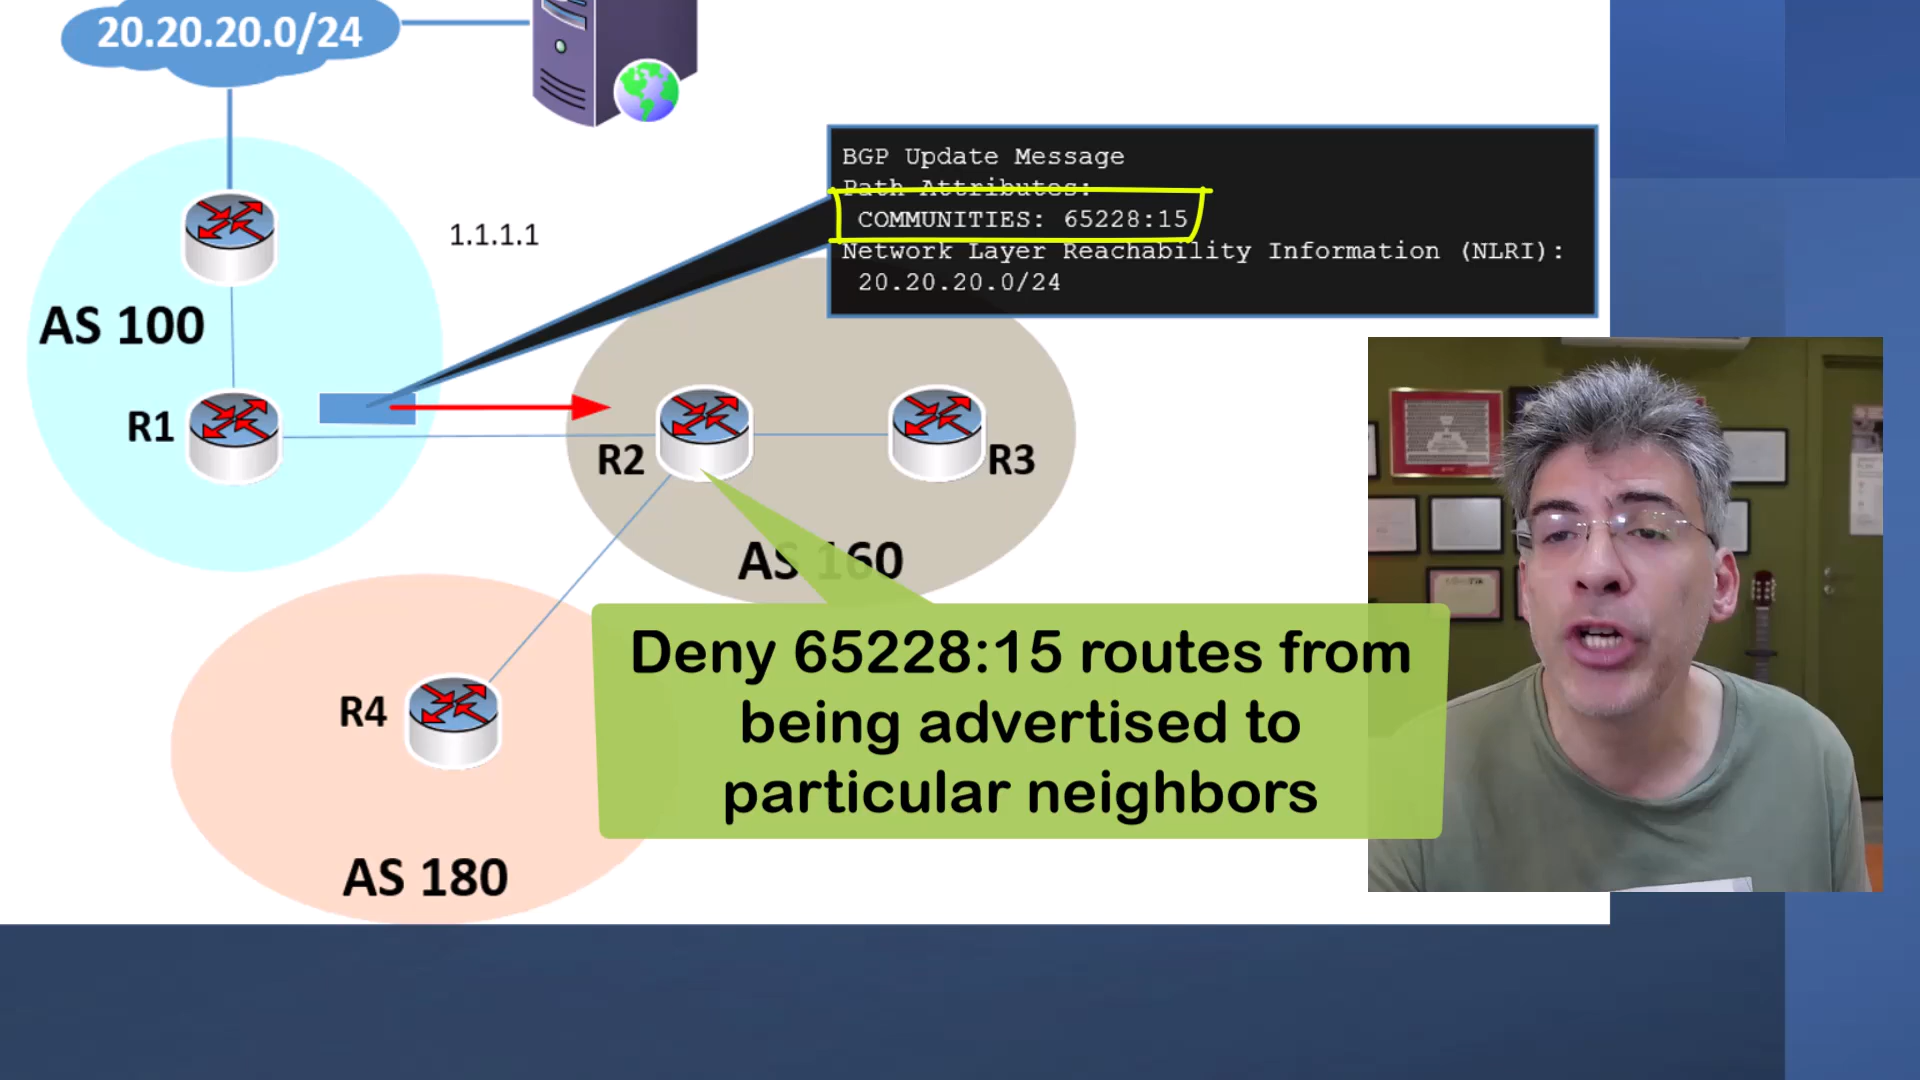 20.20.20.0/24
BGP Update Message
Path Attributes:
COMMUNITIES: 65228:15
Network Layer Reachability Information (NLRI):
20.20.20.0/24
1.1.1.1
AS 100
R1
R2
R3
AS 160
Deny 65228:15 routes from
being advertised to
particular neighbors
R4
AS 180